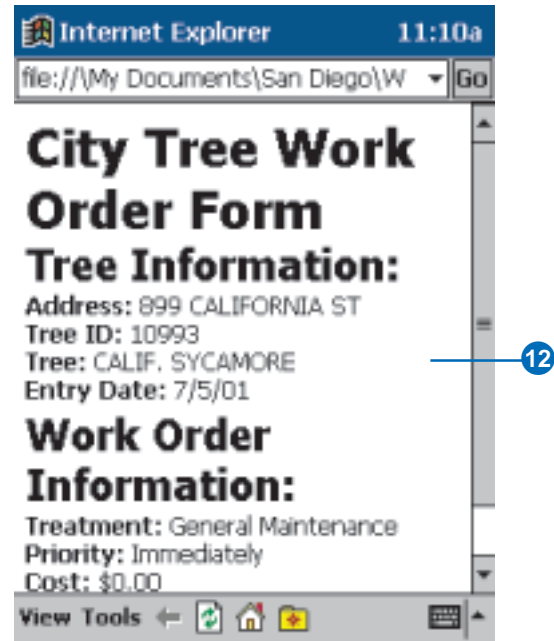 Internet Explorer 11:10a
file://\My Documents\San Diego\W Go
City Tree Work
Order Form
Tree Information:
Address: 899 CALIFORNIA ST
Tree ID: 10993
Tree: CALIF. SYCAMORE
12
Entry Date: 7/5/01
Work Order
Information:
Treatment: General Maintenance
Priority: Immediately
Cost: $0.00
View Tools